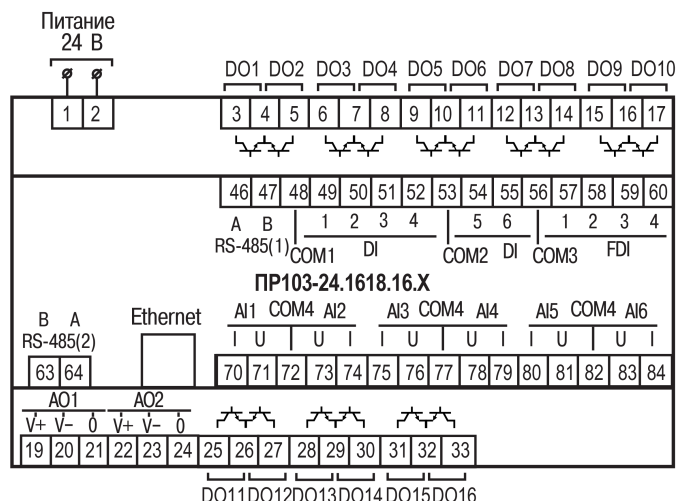 Питание
24 В
DO1 DO2 DO3 DO4 DO5 DO6 DO7 DO8 DO9 DO10
1 2 3 4 5 6 7 8 9 10 11 12 13 14 15 16 17
46 47 48 49 50 51 52 53 54 55 56 57 58 59 60
A B 1 2 3 4 5 6 1 2 3 4
RS-485(1) COM1 DI COM2 DI COM3 FDI
ПР103-24.1618.16.X
B A Ethernet AI1 COM4 AI2 AI3 COM4 AI4 AI5 COM4 AI6
RS-485(2) I U U I I U U I I U U I
63 64 70 71 72 73 74 75 76 77 78 79 80 81 82 83 84
AO1 AO2
V+ V- 0 V+ V- 0
19 20 21 22 23 24 25 26 27 28 29 30 31 32 33
DO11 DO12 DO13 DO14 DO15 DO16